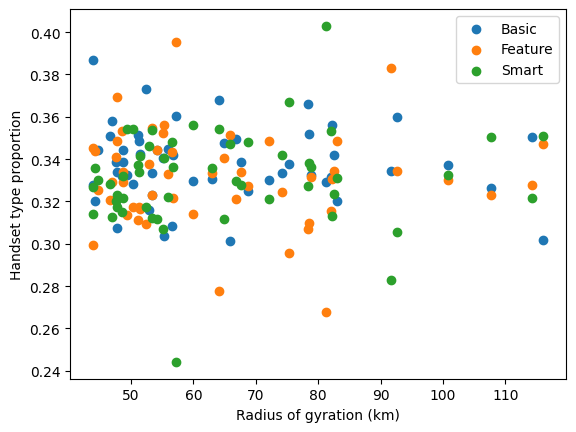 0.40
0.38
0.36
0.34
0.32
0.30
0.28
0.26
0.24
Handset type proportion
Basic
Feature
Smart
50 60 70 80 90 100 110
Radius of gyration (km)